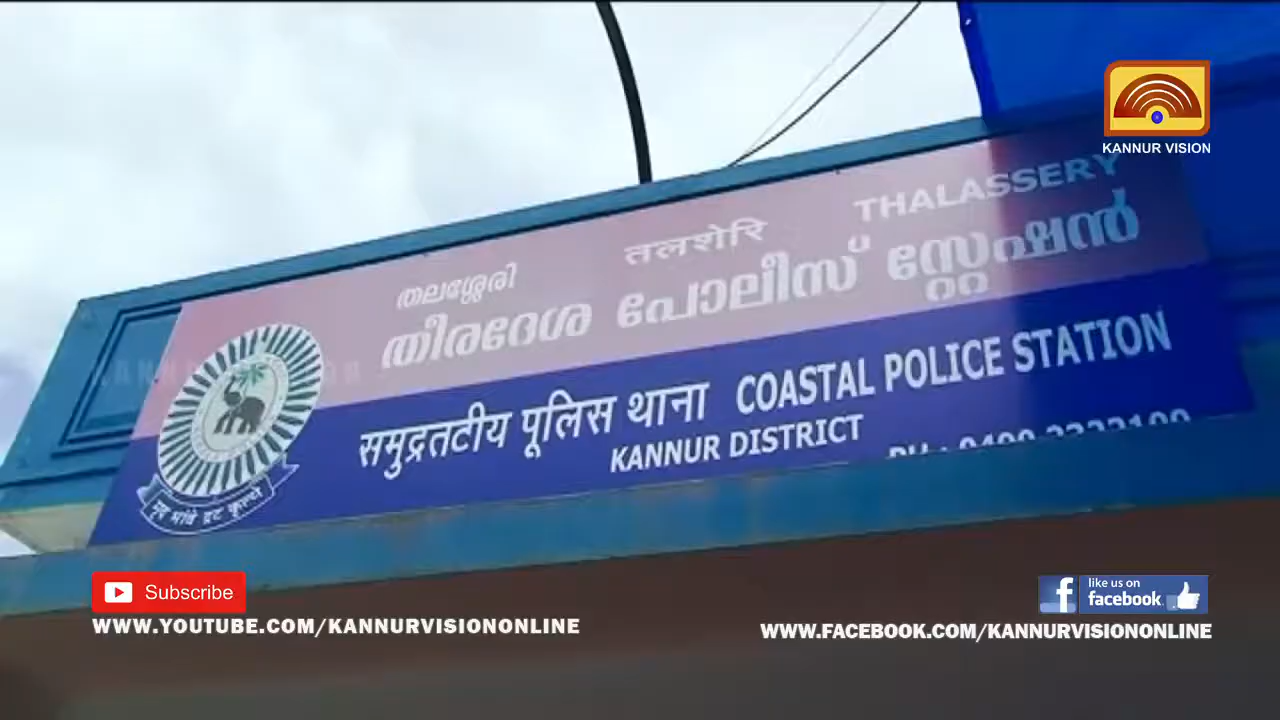 KANNUR VISION
തലശ്ശേരി तलशेरि THALASSERY
തീരദേശ പോലീസ് സ്റ്റേഷൻ
समुद्रतटीय पूलिस थाना COASTAL POLICE STATION
KANNUR DISTRICT
मृदु भावे दृढ कृत्ये
Subscribe
WWW.YOUTUBE.COM/KANNURVISIONONLINE
like us on
facebook
WWW.FACEBOOK.COM/KANNURVISIONONLINE